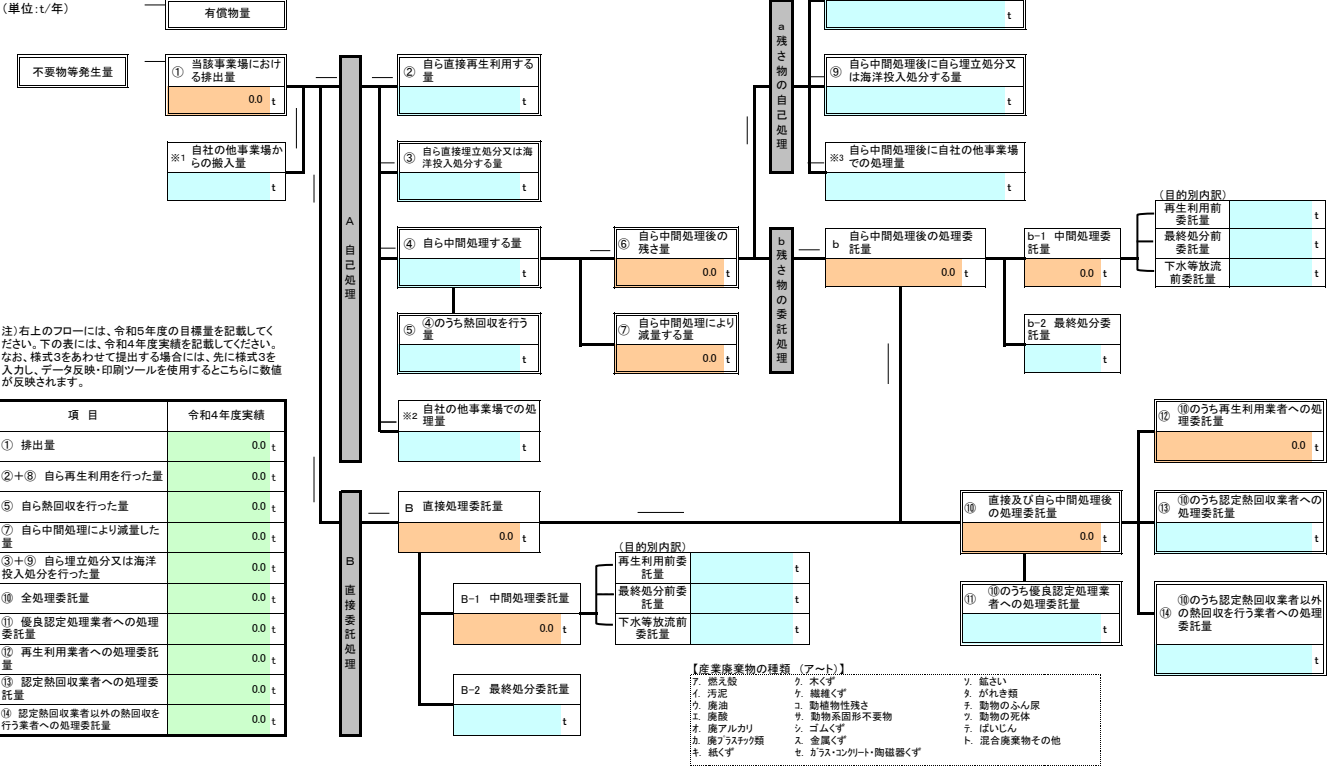 (単位:t/年)
有償物量
不要物等発生量
① 当該事業場におけ
る排出量
0.0 t
※1 自社の他事業場か
らの搬入量
t
A 自己処理
② 自ら直接再生利用する
量
t
③ 自ら直接埋立処分又は海
洋投入処分する量
t
④ 自ら中間処理する量
t
⑤ ④のうち熱回収を行う
量
t
※2 自社の他事業場での処
理量
t
⑥ 自ら中間処理後の
残さ量
0.0 t
⑦ 自ら中間処理により
減量する量
0.0 t
a 残さ物の自己処理
t
⑨ 自ら中間処理後に自ら埋立処分又
は海洋投入処分する量
t
※3 自ら中間処理後に自社の他事業場
での処理量
t
b 残さ物の委託処理
b 自ら中間処理後の処理委
託量
0.0 t
b-1 中間処理委
託量
0.0 t
(目的別内訳)
再生利用前
委託量
t
最終処分前
委託量
t
下水等放流
前委託量
t
b-2 最終処分委
託量
t
注)右上のフローには、令和5年度の目標量を記載してく
ださい。下の表には、令和4年度実績を記載してください。
なお、様式3をあわせて提出する場合には、先に様式3を
入力し、データ反映・印刷ツールを使用するとこちらに数値
が反映されます。
項 目 令和4年度実績
① 排出量 0.0 t
②+⑧ 自ら再生利用を行った量 0.0 t
⑤ 自ら熱回収を行った量 0.0 t
⑦ 自ら中間処理により減量した
量 0.0 t
③+⑨ 自ら埋立処分又は海洋
投入処分を行った量 0.0 t
⑩ 全処理委託量 0.0 t
⑪ 優良認定処理業者への処理
委託量 0.0 t
⑫ 再生利用業者への処理委託
量 0.0 t
⑬ 認定熱回収業者への処理委
託量 0.0 t
⑭ 認定熱回収業者以外の熱回収を
行う業者への処理委託量 0.0 t
B 直接委託処理
B 直接処理委託量
0.0 t
B-1 中間処理委託量
0.0 t
(目的別内訳)
再生利用前委
託量
t
最終処分前委
託量
t
下水等放流前
委託量
t
B-2 最終処分委託量
t
⑩ 直接及び自ら中間処理後
の処理委託量
0.0 t
⑪ ⑩のうち優良認定処理業
者への処理委託量
t
⑫ ⑩のうち再生利用業者への処
理委託量
0.0 t
⑬ ⑩のうち認定熱回収業者への
処理委託量
t
⑭ ⑩のうち認定熱回収業者以外
の熱回収を行う業者への処理
委託量
t
【産業廃棄物の種類 (ア～ト)】
ア. 燃え殻
イ. 汚泥
ウ. 廃油
エ. 廃酸
オ. 廃アルカリ
カ. 廃プラスチック類
キ. 紙くず
ク. 木くず
ケ. 繊維くず
コ. 動植物性残さ
サ. 動物系固形不要物
シ. ゴムくず
ス. 金属くず
セ. ガラス・コンクリート・陶磁器くず
ソ. 鉱さい
タ. がれき類
チ. 動物のふん尿
ツ. 動物の死体
テ. ばいじん
ト. 混合廃棄物その他